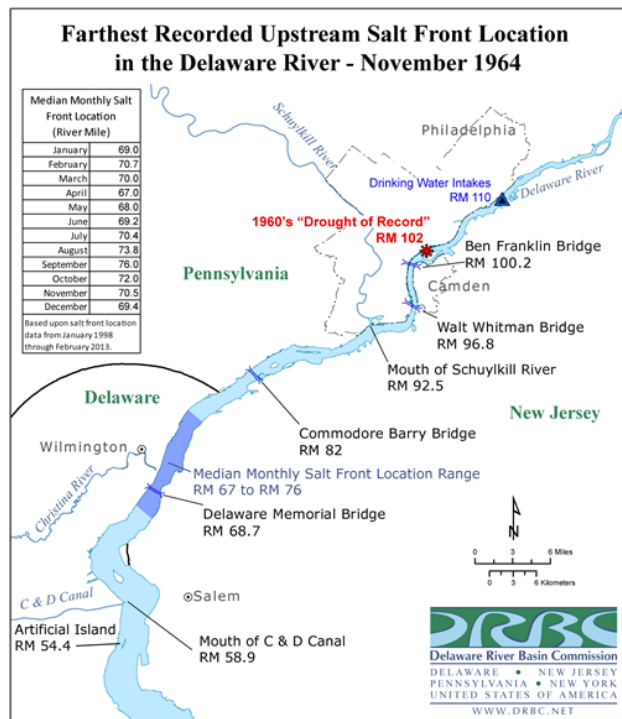 Farthest Recorded Upstream Salt Front Location
in the Delaware River - November 1964
Median Monthly Salt
Front Location
(River Mile)
January 69.0
February 70.7
March 70.0
April 67.0
May 68.0
June 69.2
July 70.4
August 73.8
September 76.0
October 72.0
November 70.5
December 69.4
Based upon salt front location
data from January 1998
through February 2013.
Schuylkill River
Philadelphia
Drinking Water Intakes
RM 110
Delaware River
1960's "Drought of Record"
RM 102
Ben Franklin Bridge
RM 100.2
Pennsylvania
Camden
Walt Whitman Bridge
RM 96.8
Mouth of Schuylkill River
RM 92.5
Delaware
New Jersey
Commodore Barry Bridge
RM 82
Wilmington
Median Monthly Salt Front Location Range
RM 67 to RM 76
Christina River
Delaware Memorial Bridge
RM 68.7
N
0 3 6 Miles
0 3 6 Kilometers
C & D Canal
Salem
Artificial Island
RM 54.4
Mouth of C & D Canal
RM 58.9
DRBC
Delaware River Basin Commission
DELAWARE • NEW JERSEY
PENNSYLVANIA • NEW YORK
UNITED STATES OF AMERICA
WWW.DRBC.NET